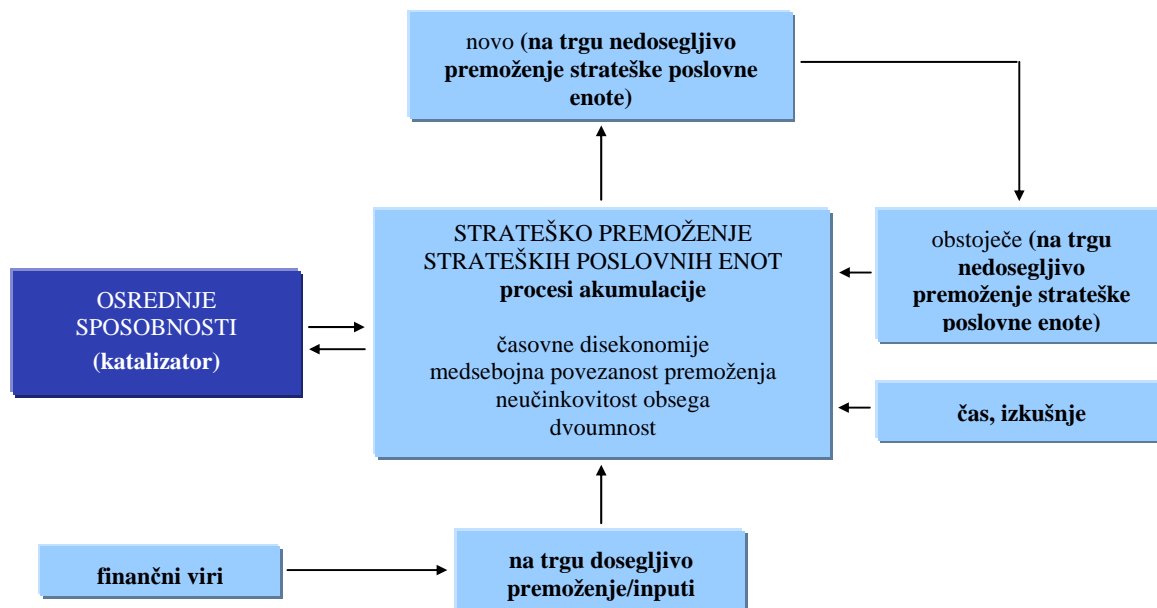 novo (na trgu nedosegljivo
premoženje strateške poslovne
enote)
STRATEŠKO PREMOŽENJE
STRATEŠKIH POSLOVNIH ENOT
procesi akumulacije
časovne disekonomije
medsebojna povezanost premoženja
neučinkovitost obsega
dvoumnost
obstoječe (na trgu
nedosegljivo
premoženje strateške
poslovne enote)
OSREDNJE
SPOSOBNOSTI
(katalizator)
čas, izkušnje
finančni viri
na trgu dosegljivo
premoženje/inputi